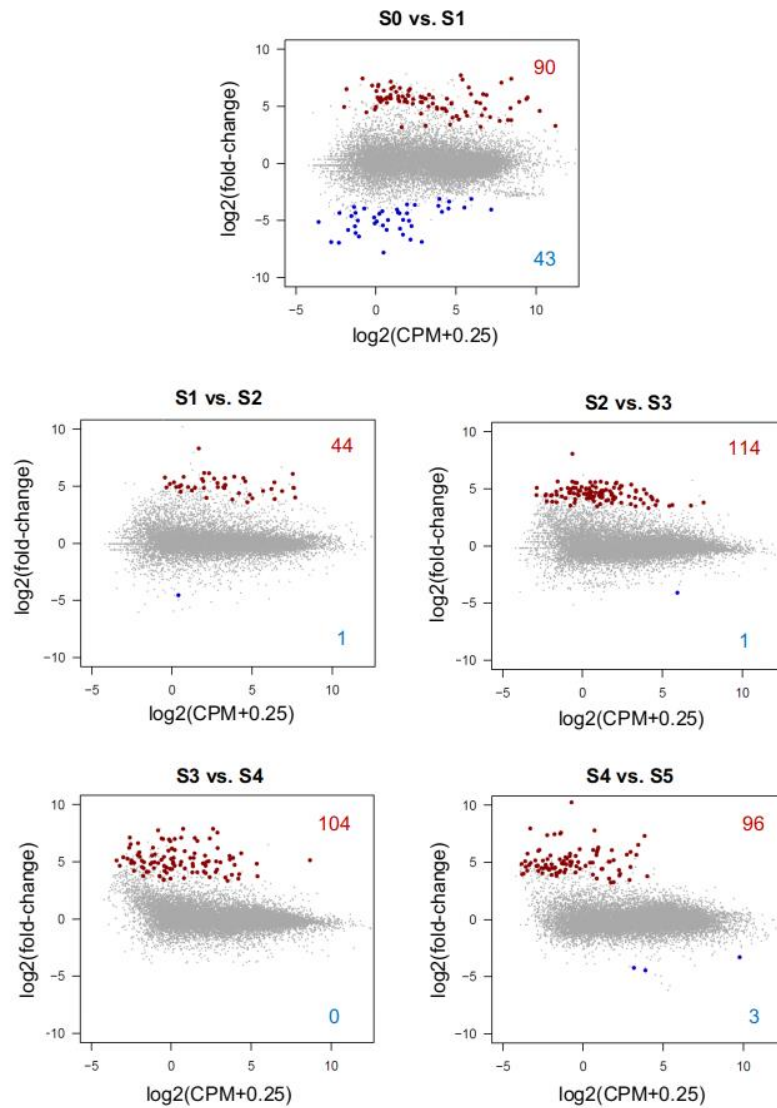 S0 vs. S1
10
5
0
−5
-10
90
43
log2(fold-change)
−5 0 5 10
log2(CPM+0.25)
S1 vs. S2
10
5
0
−5
−10
44
1
log2(fold-change)
−5 0 5 10
log2(CPM+0.25)
S2 vs. S3
10
5
0
−5
−10
114
1
log2(fold-change)
−5 0 5 10
log2(CPM+0.25)
S3 vs. S4
10
5
0
−5
-10
104
0
log2(fold-change)
−5 0 5 10
log2(CPM+0.25)
S4 vs. S5
10
5
0
−5
-10
96
3
log2(fold-change)
−5 0 5 10
log2(CPM+0.25)